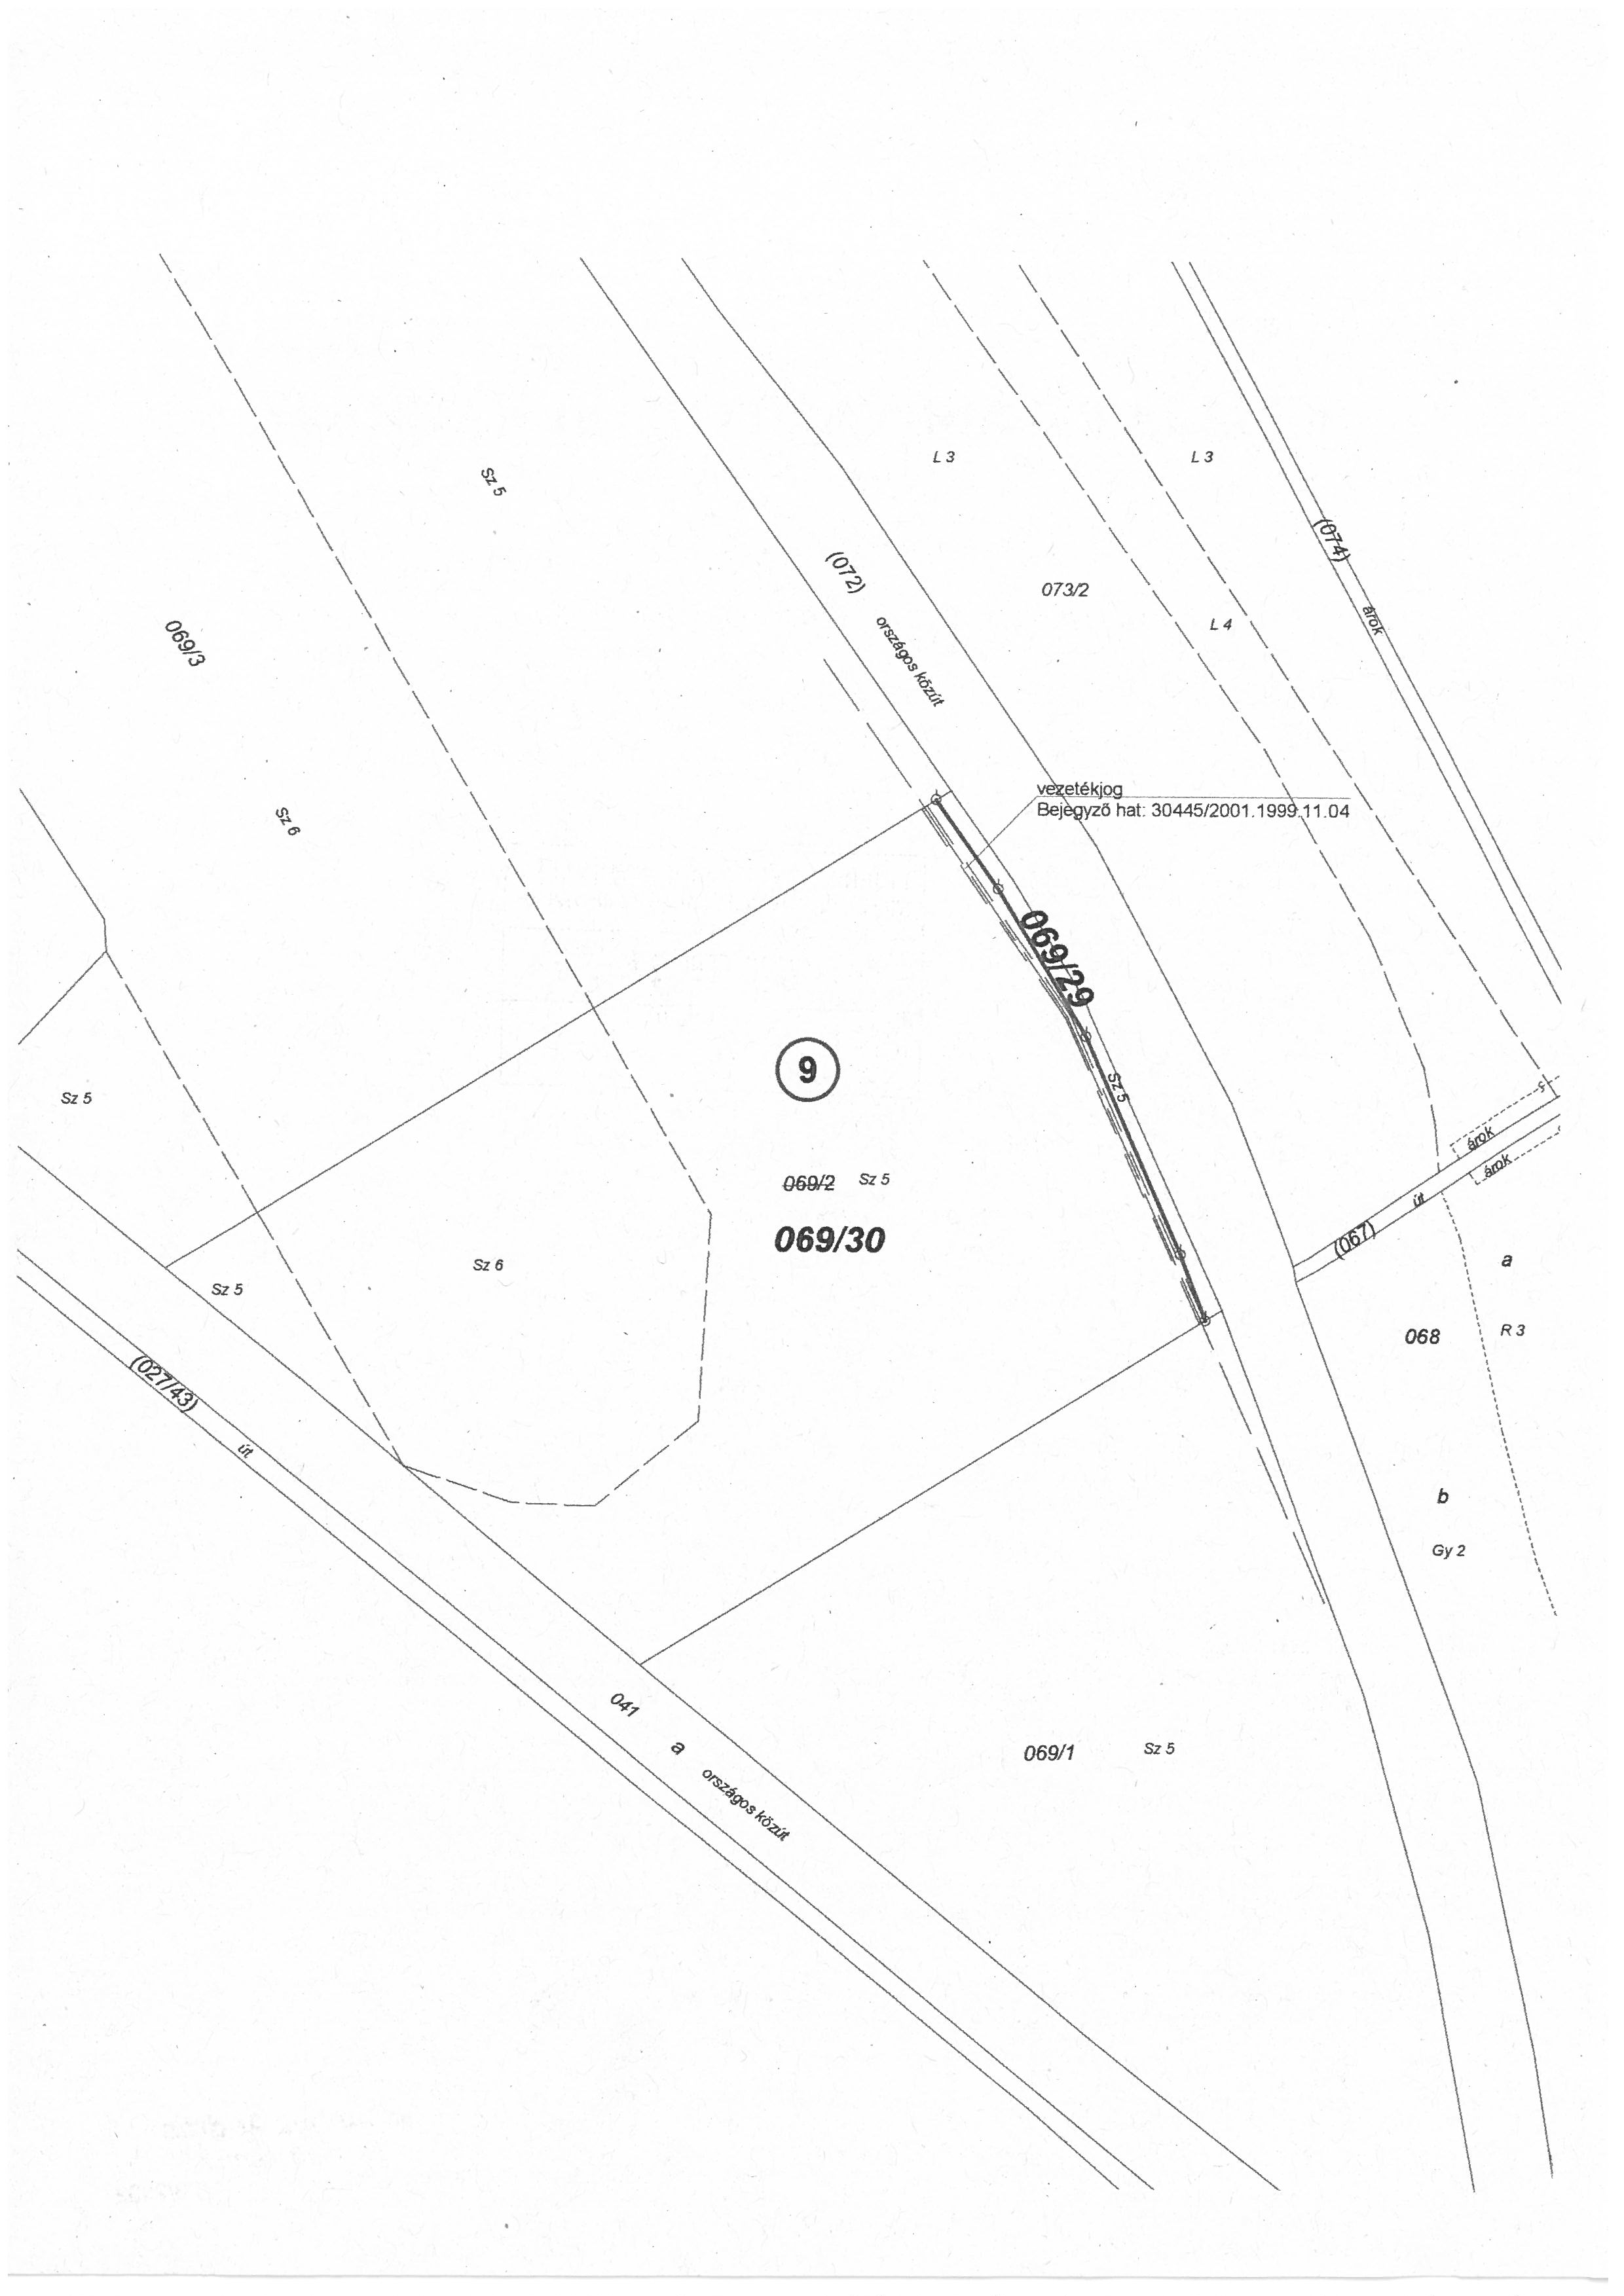 L 3
L 3
Sz 5
(074)
(072)
073/2
árok
L 4
069/3
országos közút
vezetékjog
Bejegyző hat: 30445/2001.1999.11.04
Sz 6
069/29
9
Sz 5
Sz 5
árok
árok
069/2 Sz 5
út
069/30
(067)
Sz 6
a
Sz 5
068
R 3
(027/43)
út
b
Gy 2
041
a
069/1 Sz 5
országos közút